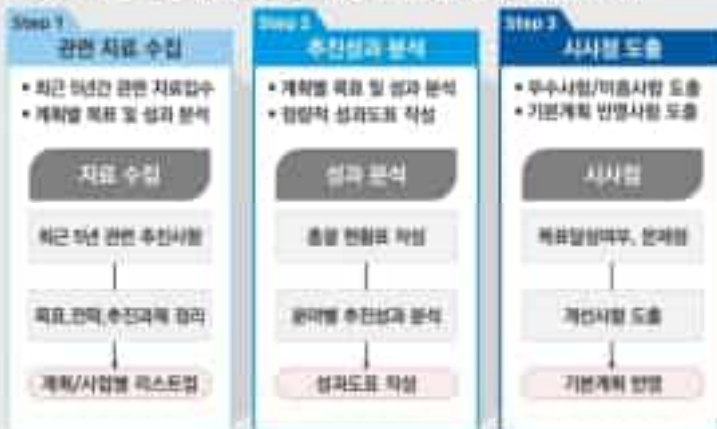 Step 1
관련 자료 수집
• 최근 5년간 관련 자료입수
• 계획별 목표 및 성과 분석
자료 수집
최근 5년 관련 추진사항
목표,전략,추진과제 정리
계획/사업별 리스트업
Step 2
추진성과 분석
• 계획별 목표 및 성과 분석
• 정량적 성과도표 작성
성과 분석
총괄 현황표 작성
분야별 추진성과 분석
성과도표 작성
Step 3
시사점 도출
• 우수사항/미흡사항 도출
• 기본계획 반영사항 도출
시사점
목표달성여부, 문제점
개선사항 도출
기본계획 반영